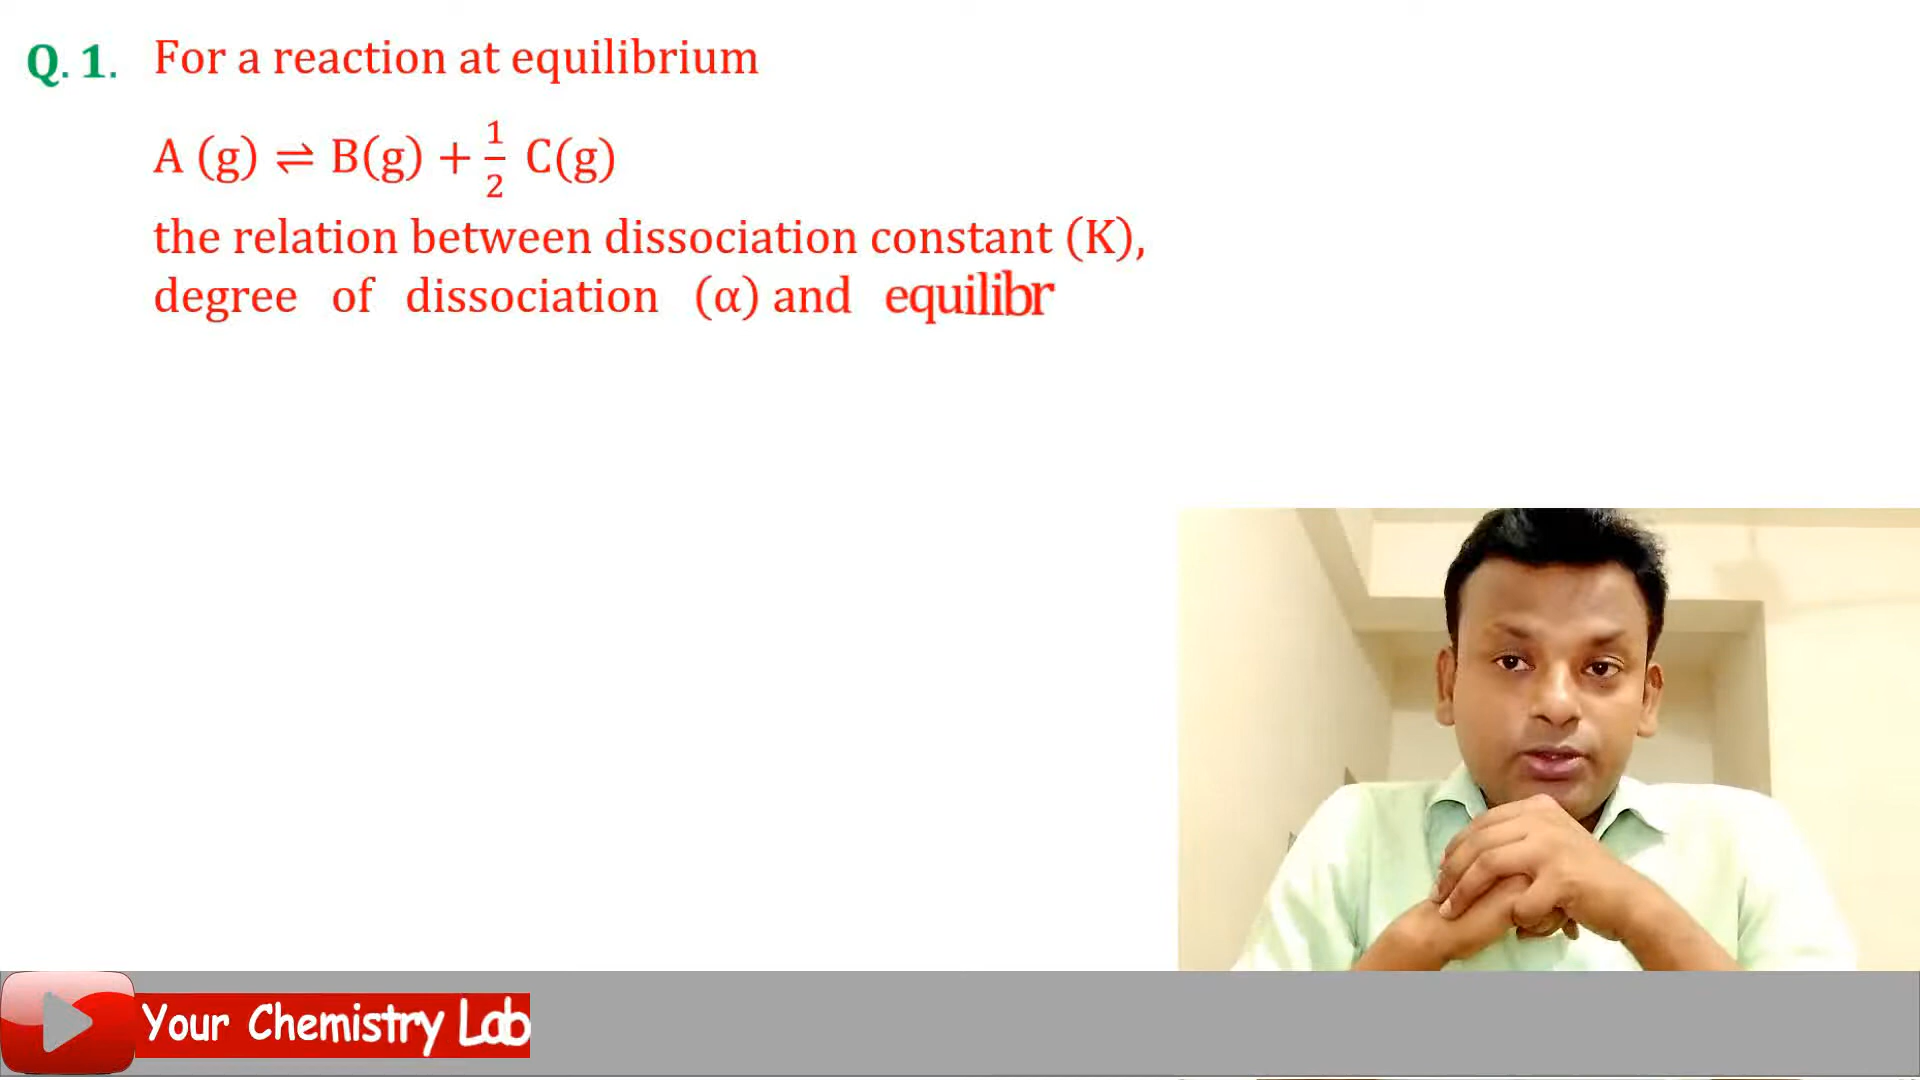 Q. 1. For a reaction at equilibrium
A (g) ⇌ B(g) + 1/2 C(g)
the relation between dissociation constant (K),
degree of dissociation (α) and equilibr
Your Chemistry Lab